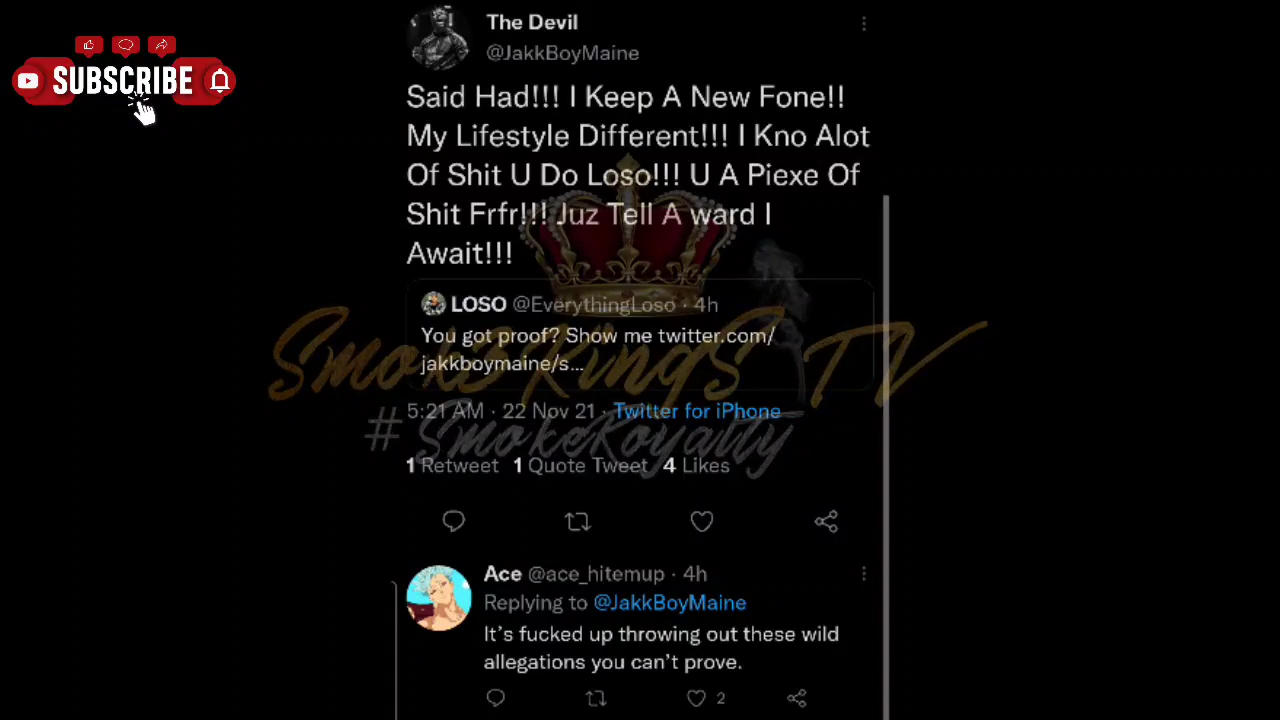 SUBSCRIBE
The Devil
@JakkBoyMaine
Said Had!!! I Keep A New Fone!!
My Lifestyle Different!!! I Kno Alot
Of Shit U Do Loso!!! U A Piexe Of
Shit Frfr!!! Juz Tell A ward I
Await!!!
LOSO @EverythingLoso · 4h
You got proof? Show me twitter.com/
jakkboymaine/s...
Smok3KingS TV
5:21 AM · 22 Nov 21 · Twitter for iPhone
#SmokeRoyalty
1 Retweet 1 Quote Tweet 4 Likes
Ace @ace_hitemup · 4h
Replying to @JakkBoyMaine
It's fucked up throwing out these wild
allegations you can't prove.
2